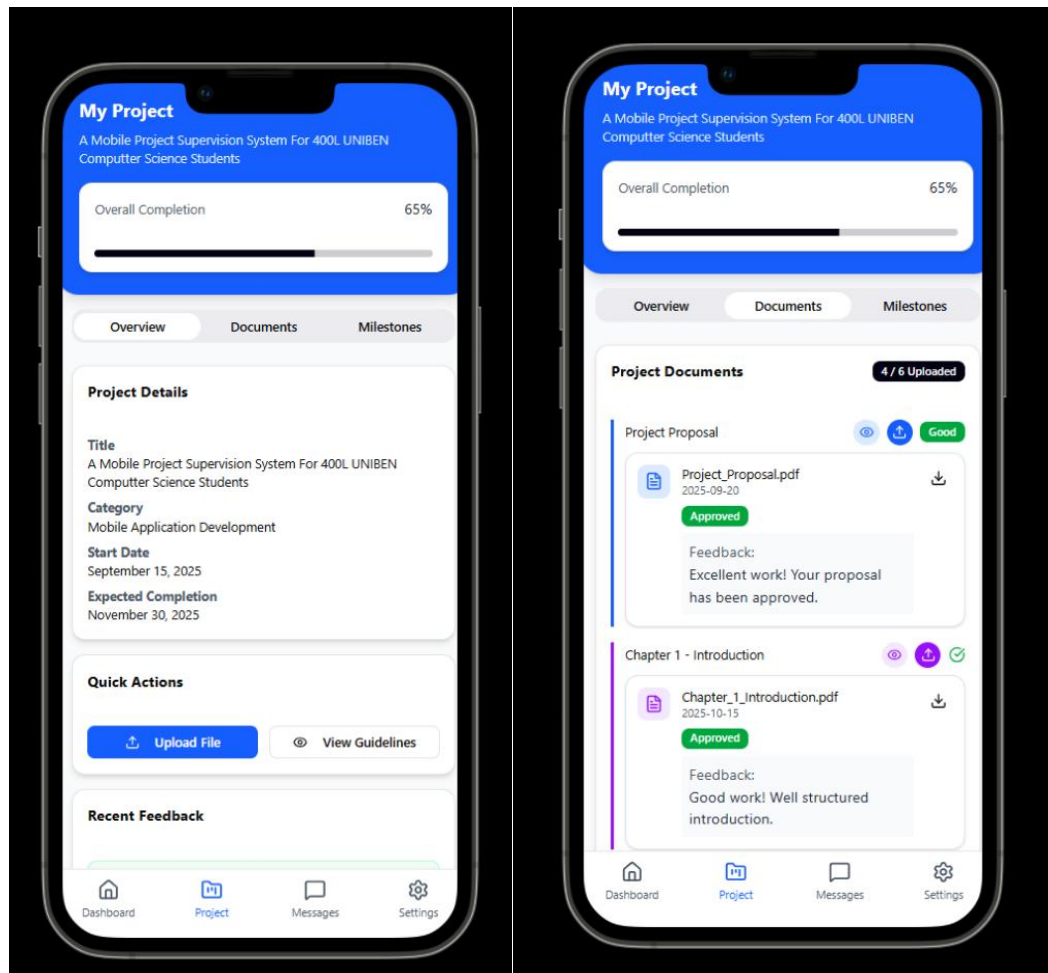 My Project
A Mobile Project Supervision System For 400L UNIBEN
Computter Science Students
Overall Completion 65%
Overview Documents Milestones
Project Details
Title
A Mobile Project Supervision System For 400L UNIBEN
Computter Science Students
Category
Mobile Application Development
Start Date
September 15, 2025
Expected Completion
November 30, 2025
Quick Actions
Upload File View Guidelines
Recent Feedback
Dashboard Project Messages Settings
My Project
A Mobile Project Supervision System For 400L UNIBEN
Computter Science Students
Overall Completion 65%
Overview Documents Milestones
Project Documents 4 / 6 Uploaded
Project Proposal Good
Project_Proposal.pdf
2025-09-20
Approved
Feedback:
Excellent work! Your proposal
has been approved.
Chapter 1 - Introduction
Chapter_1_Introduction.pdf
2025-10-15
Approved
Feedback:
Good work! Well structured
introduction.
Dashboard Project Messages Settings